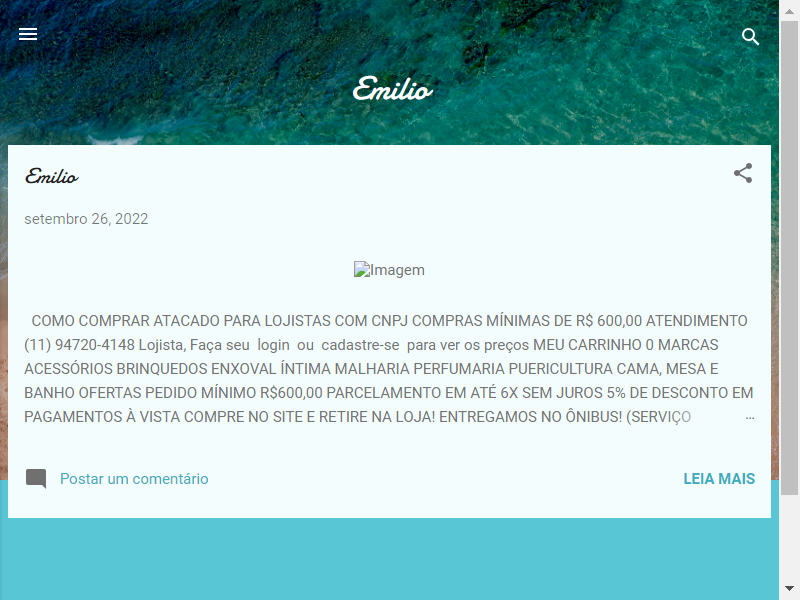 Emilio
Emilio
setembro 26, 2022
Imagem
COMO COMPRAR ATACADO PARA LOJISTAS COM CNPJ COMPRAS MÍNIMAS DE R$ 600,00 ATENDIMENTO
(11) 94720-4148 Lojista, Faça seu login ou cadastre-se para ver os preços MEU CARRINHO 0 MARCAS
ACESSÓRIOS BRINQUEDOS ENXOVAL ÍNTIMA MALHARIA PERFUMARIA PUERICULTURA CAMA, MESA E
BANHO OFERTAS PEDIDO MÍNIMO R$600,00 PARCELAMENTO EM ATÉ 6X SEM JUROS 5% DE DESCONTO EM
PAGAMENTOS À VISTA COMPRE NO SITE E RETIRE NA LOJA! ENTREGAMOS NO ÔNIBUS! (SERVIÇO ...
Postar um comentário
LEIA MAIS